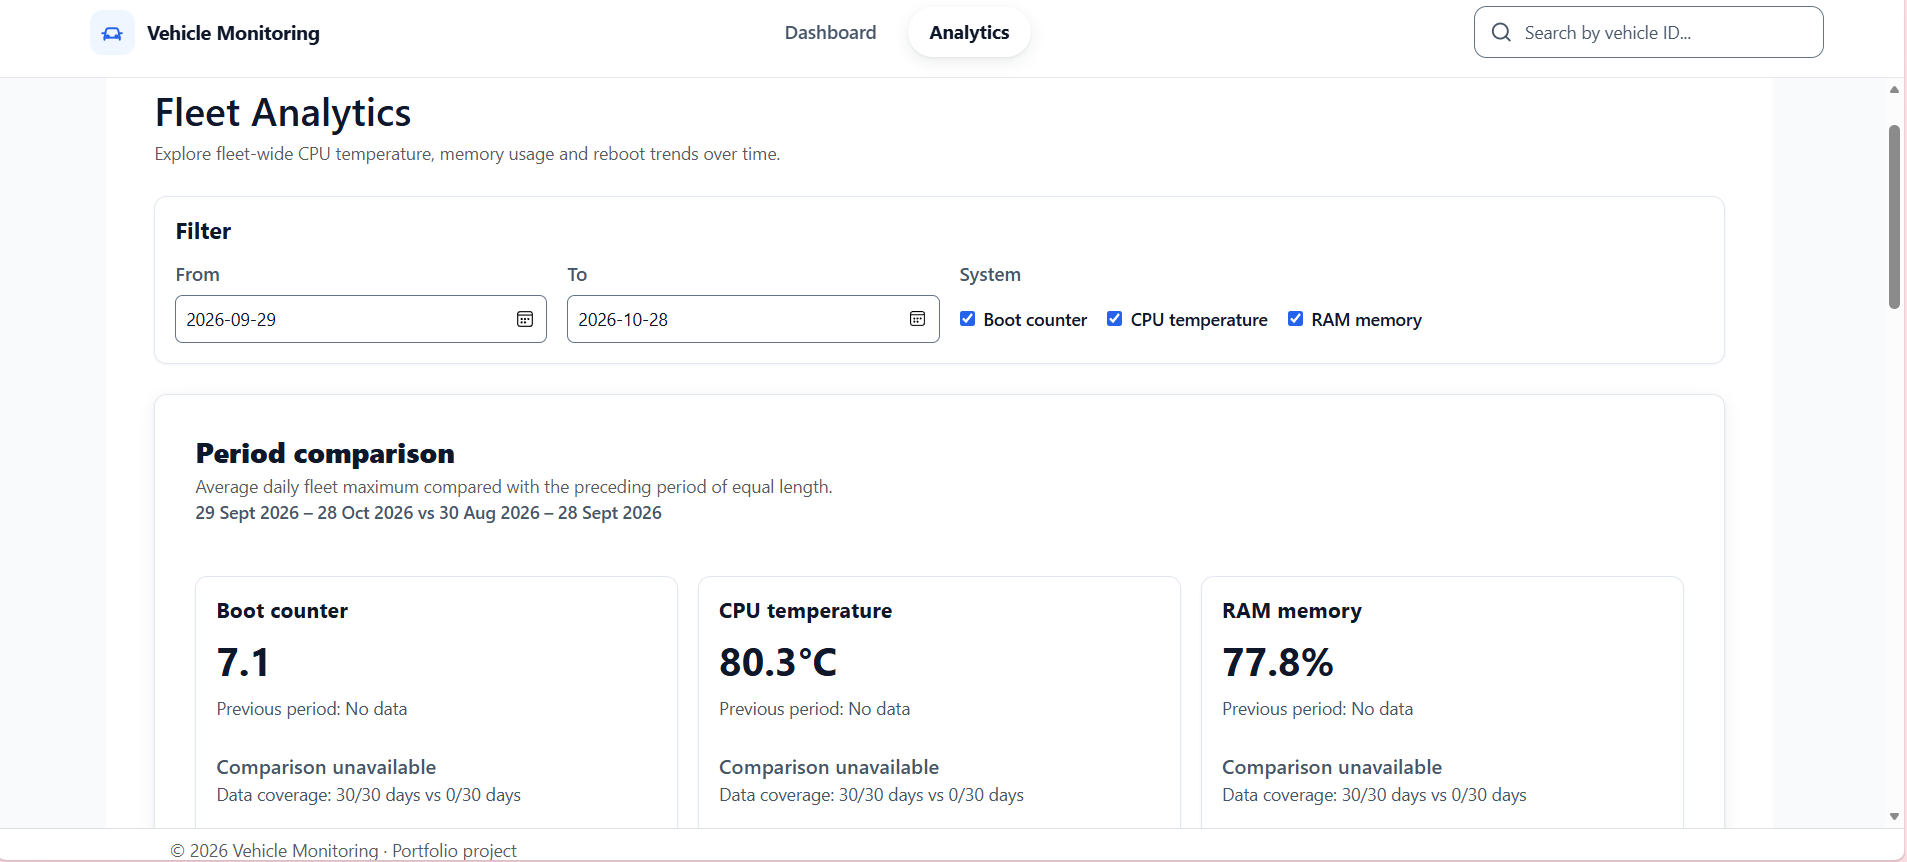 Vehicle Monitoring
Dashboard
Analytics
Search by vehicle ID...
Fleet Analytics
Explore fleet-wide CPU temperature, memory usage and reboot trends over time.
Filter
From
To
System
2026-09-29
2026-10-28
Boot counter
CPU temperature
RAM memory
Period comparison
Average daily fleet maximum compared with the preceding period of equal length.
29 Sept 2026 – 28 Oct 2026 vs 30 Aug 2026 – 28 Sept 2026
Boot counter
7.1
Previous period: No data
Comparison unavailable
Data coverage: 30/30 days vs 0/30 days
CPU temperature
80.3°C
Previous period: No data
Comparison unavailable
Data coverage: 30/30 days vs 0/30 days
RAM memory
77.8%
Previous period: No data
Comparison unavailable
Data coverage: 30/30 days vs 0/30 days
© 2026 Vehicle Monitoring · Portfolio project